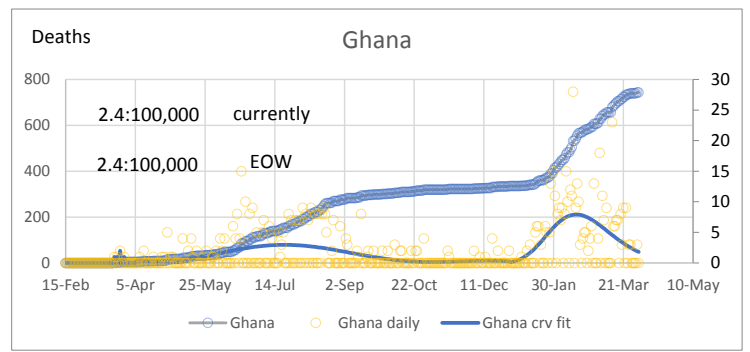 Deaths
Ghana
800
30
2.4:100,000 currently
25
600
20
2.4:100,000 EOW
400
15
10
200
5
0
0
15-Feb 5-Apr 25-May 14-Jul 2-Sep 22-Oct 11-Dec 30-Jan 21-Mar 10-May
Ghana Ghana daily Ghana crv fit